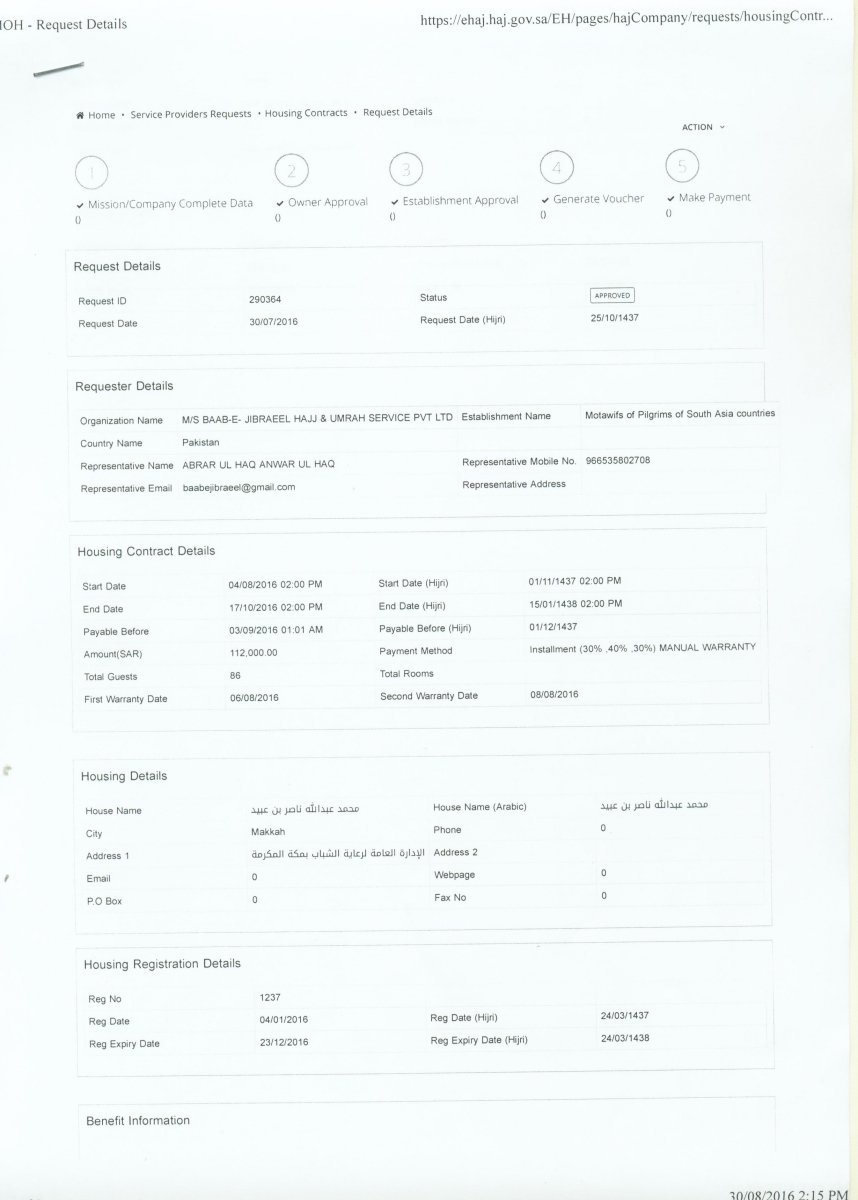 IOH - Request Details
https://ehaj.haj.gov.sa/EH/pages/hajCompany/requests/housingContr...
Home • Service Providers Requests • Housing Contracts • Request Details
ACTION
1 2 3 4 5
Mission/Company Complete Data Owner Approval Establishment Approval Generate Voucher Make Payment
() () () () ()
Request Details
Request ID 290364 Status APPROVED
Request Date 30/07/2016 Request Date (Hijri) 25/10/1437
Requester Details
Organization Name M/S BAAB-E- JIBRAEEL HAJJ & UMRAH SERVICE PVT LTD Establishment Name Motawifs of Pilgrims of South Asia countries
Country Name Pakistan
Representative Name ABRAR UL HAQ ANWAR UL HAQ Representative Mobile No. 966535802708
Representative Email baabejibraeel@gmail.com Representative Address
Housing Contract Details
Start Date 04/08/2016 02:00 PM Start Date (Hijri) 01/11/1437 02:00 PM
End Date 17/10/2016 02:00 PM End Date (Hijri) 15/01/1438 02:00 PM
Payable Before 03/09/2016 01:01 AM Payable Before (Hijri) 01/12/1437
Amount(SAR) 112,000.00 Payment Method Installment (30% ,40% ,30%) MANUAL WARRANTY
Total Guests 86 Total Rooms
First Warranty Date 06/08/2016 Second Warranty Date 08/08/2016
Housing Details
House Name محمد عبدالله ناصر بن عبيد House Name (Arabic) محمد عبدالله ناصر بن عبيد
City Makkah Phone 0
Address 1 الإدارة العامة لرعاية الشباب بمكة المكرمة Address 2
Email 0 Webpage 0
P.O Box 0 Fax No 0
Housing Registration Details
Reg No 1237
Reg Date 04/01/2016 Reg Date (Hijri) 24/03/1437
Reg Expiry Date 23/12/2016 Reg Expiry Date (Hijri) 24/03/1438
Benefit Information
30/08/2016 2:15 PM